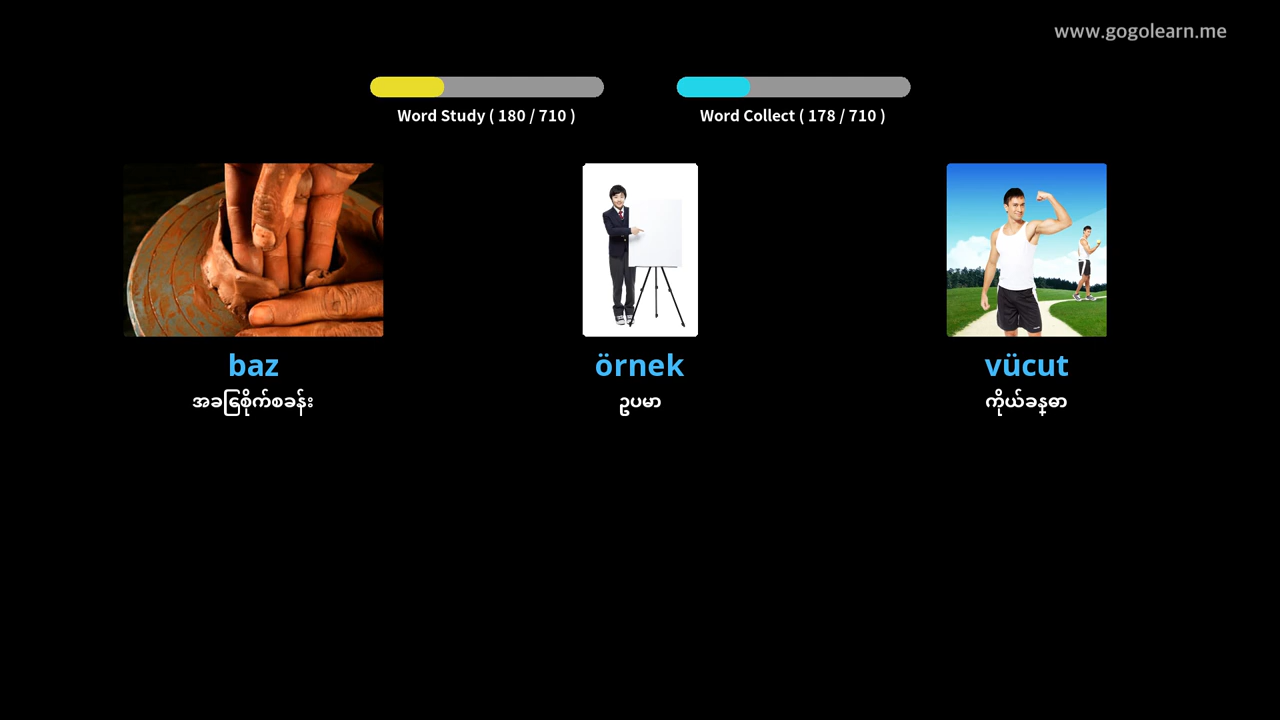 www.gogolearn.me
Word Study ( 180 / 710 )
Word Collect ( 178 / 710 )
baz
အခြေစိုက်စခန်း
örnek
ဥပမာ
vücut
ကိုယ်ခန္ဓာ